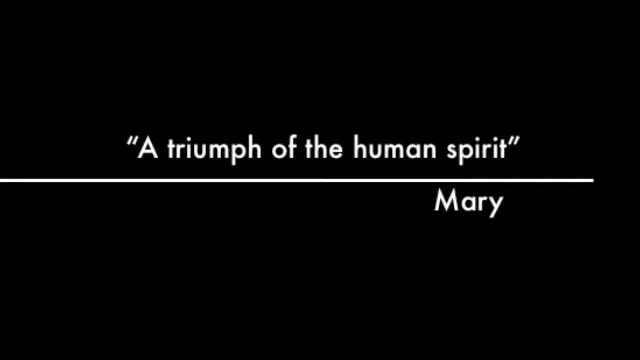 “A triumph of the human spirit”
Mary